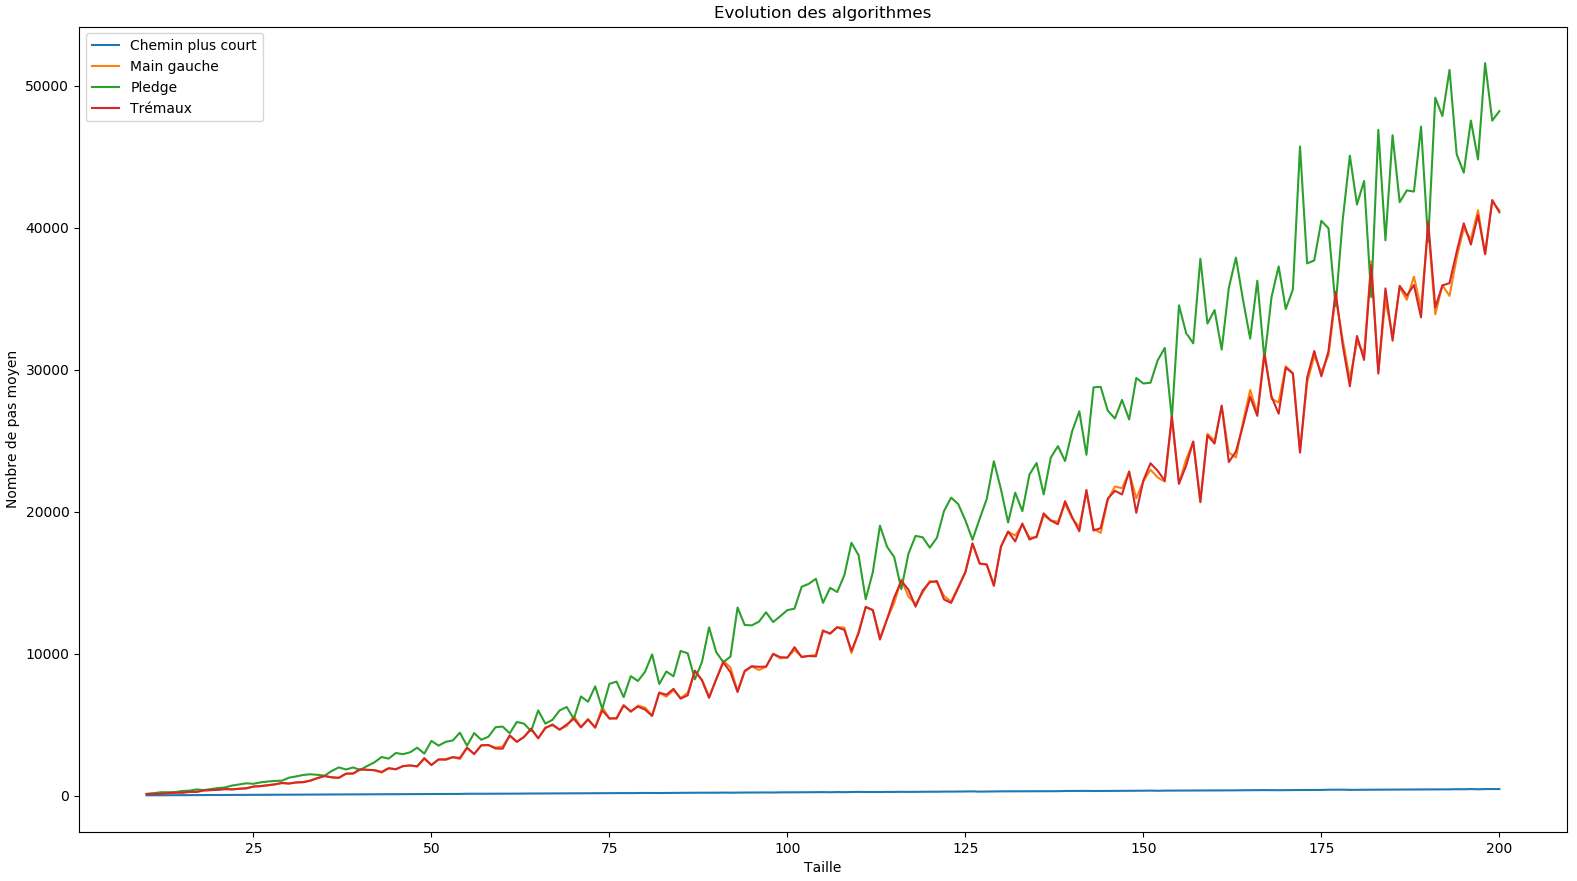 Evolution des algorithmes
Chemin plus court
Main gauche
Pledge
Trémaux
Nombre de pas moyen
50000
40000
30000
20000
10000
0
25
50
75
100
125
150
175
200
Taille